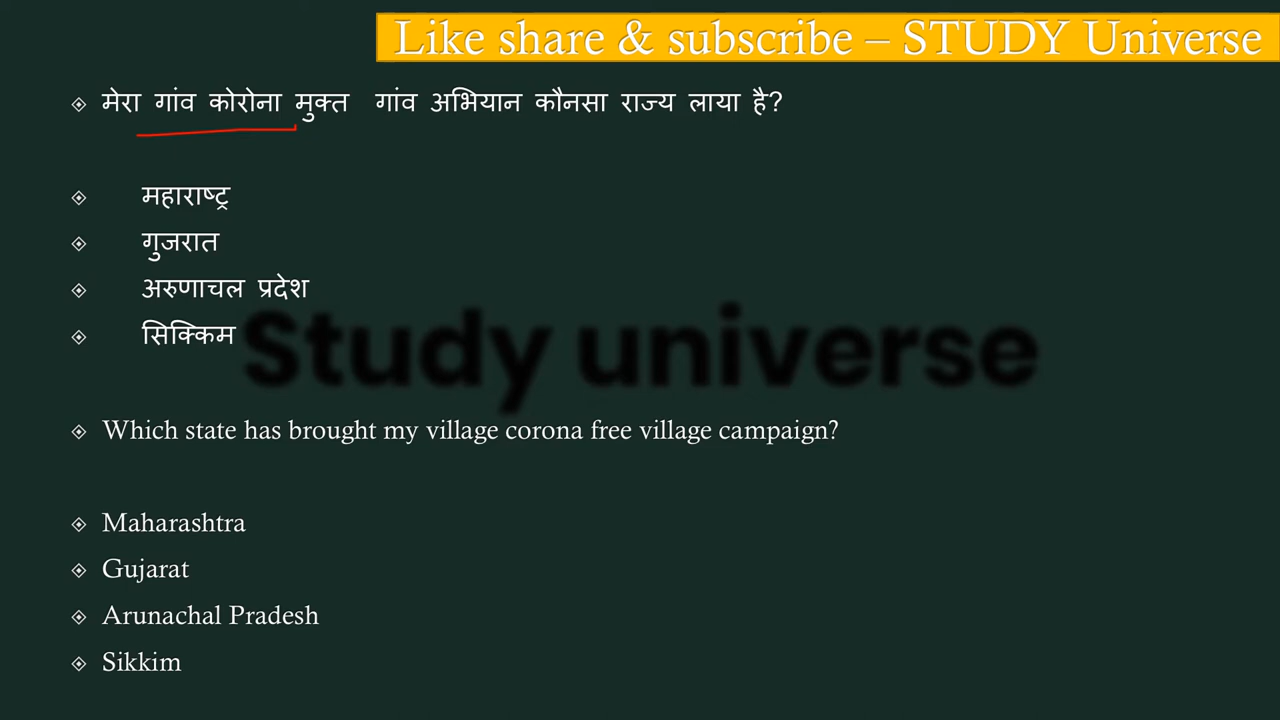 Like share & subscribe – STUDY Universe
मेरा गांव कोरोना मुक्त गांव अभियान कौनसा राज्य लाया है?
महाराष्ट्र
गुजरात
अरुणाचल प्रदेश
सिक्किम
Study universe
Which state has brought my village corona free village campaign?
Maharashtra
Gujarat
Arunachal Pradesh
Sikkim